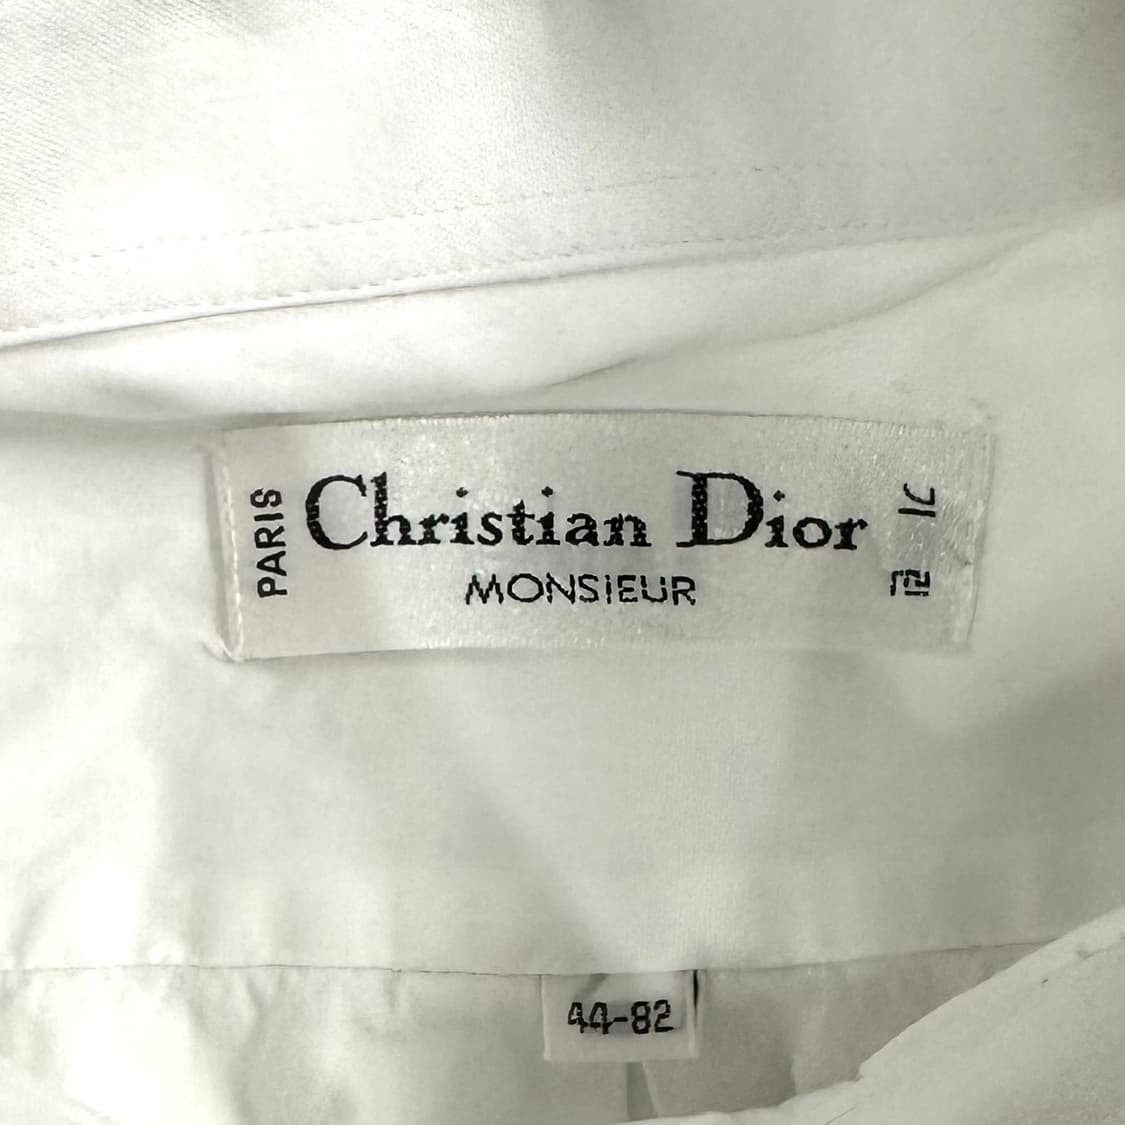 PARIS
Christian Dior
MONSIEUR
44-82